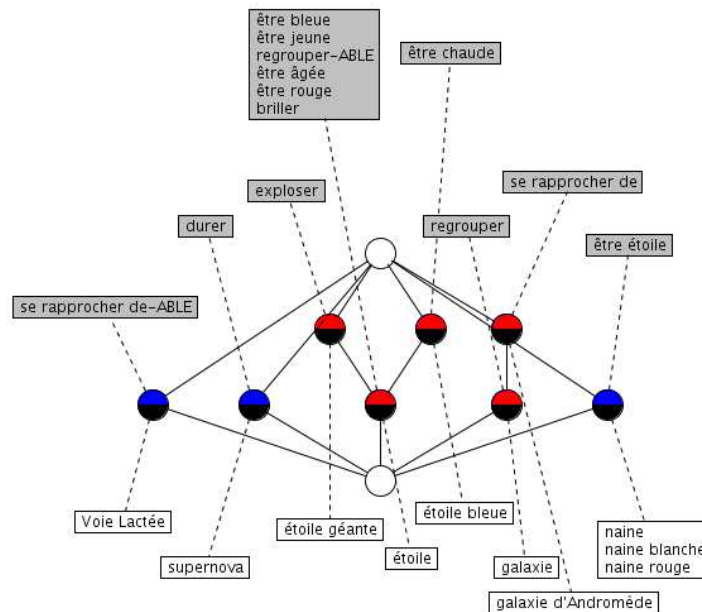 être bleue
être jeune
regrouper-ABLE
être âgée
être rouge
briller
être chaude
exploser
se rapprocher de
durer
regrouper
être étoile
se rapprocher de-ABLE
Voie Lactée
étoile géante
étoile bleue
supernova
étoile
galaxie
naine
naine blanche
naine rouge
galaxie d'Andromède